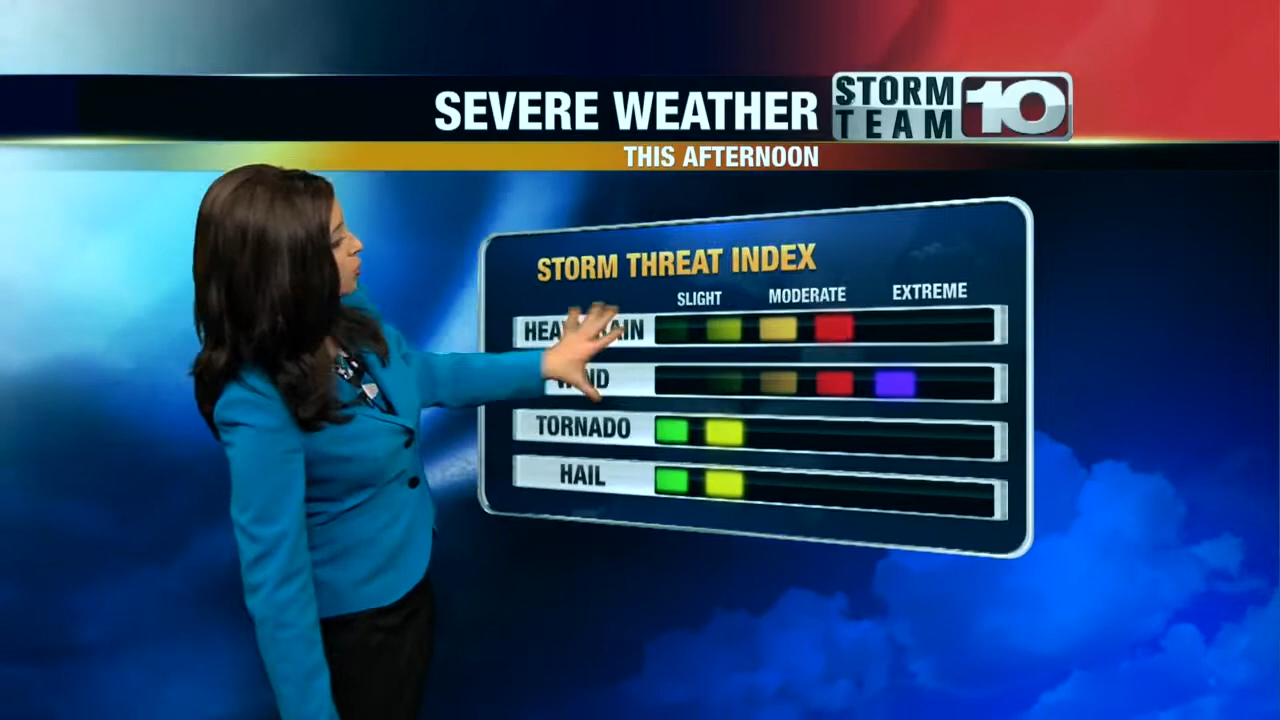 SEVERE WEATHER
STORM
TEAM
10
THIS AFTERNOON
STORM THREAT INDEX
SLIGHT MODERATE EXTREME
TORNADO
HAIL